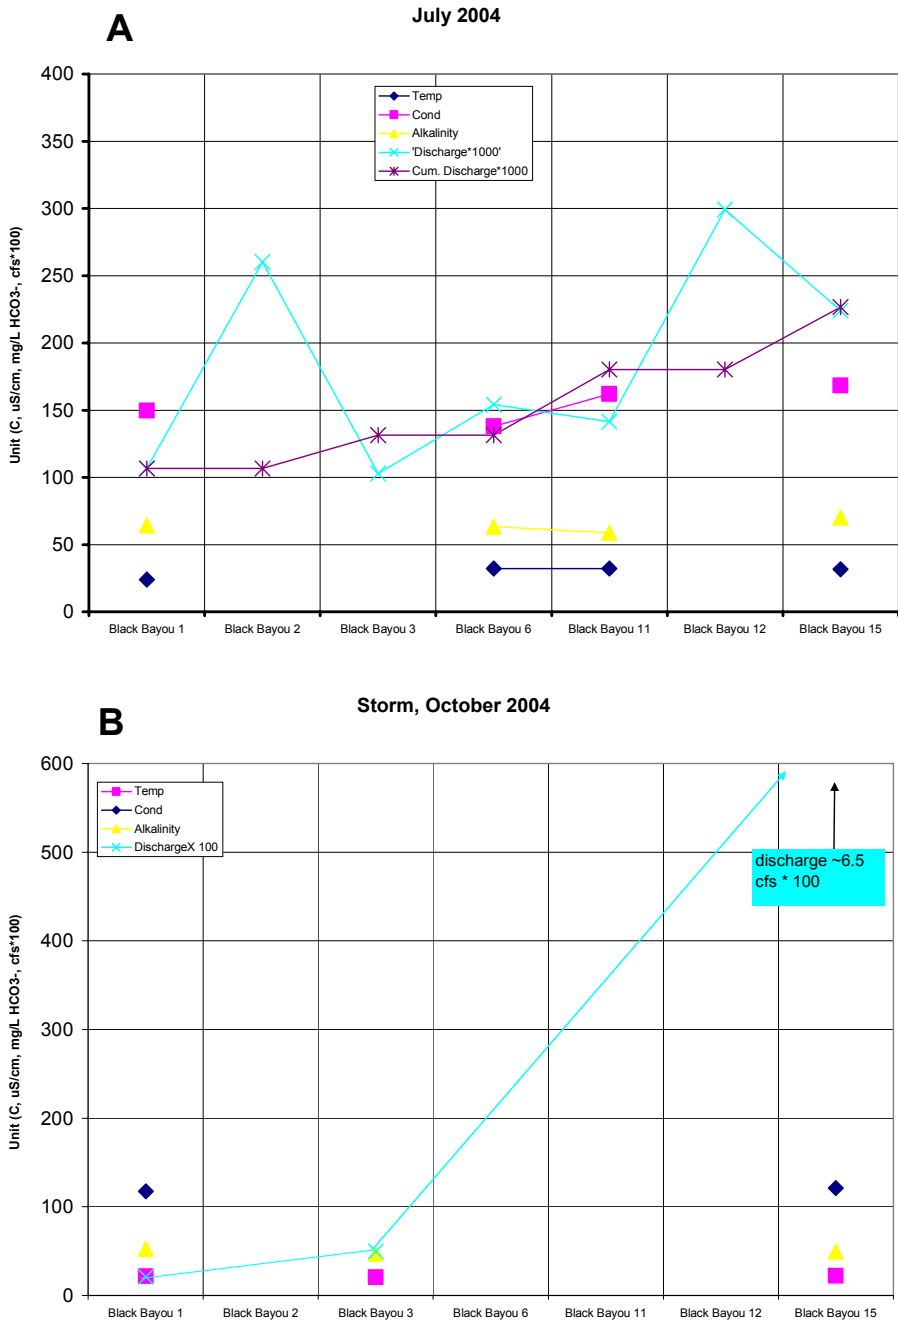 July 2004
A
400
350
300
250
200
150
100
50
0
Unit (C, uS/cm, mg/L HCO3-, cfs*100)
Temp
Cond
Alkalinity
'Discharge*1000'
Cum. Discharge*1000
Black Bayou 1
Black Bayou 2
Black Bayou 3
Black Bayou 6
Black Bayou 11
Black Bayou 12
Black Bayou 15
Storm, October 2004
B
600
500
400
300
200
100
0
Unit (C, uS/cm, mg/L HCO3-, cfs*100)
Temp
Cond
Alkalinity
DischargeX 100
discharge ~6.5
cfs * 100
Black Bayou 1
Black Bayou 2
Black Bayou 3
Black Bayou 6
Black Bayou 11
Black Bayou 12
Black Bayou 15